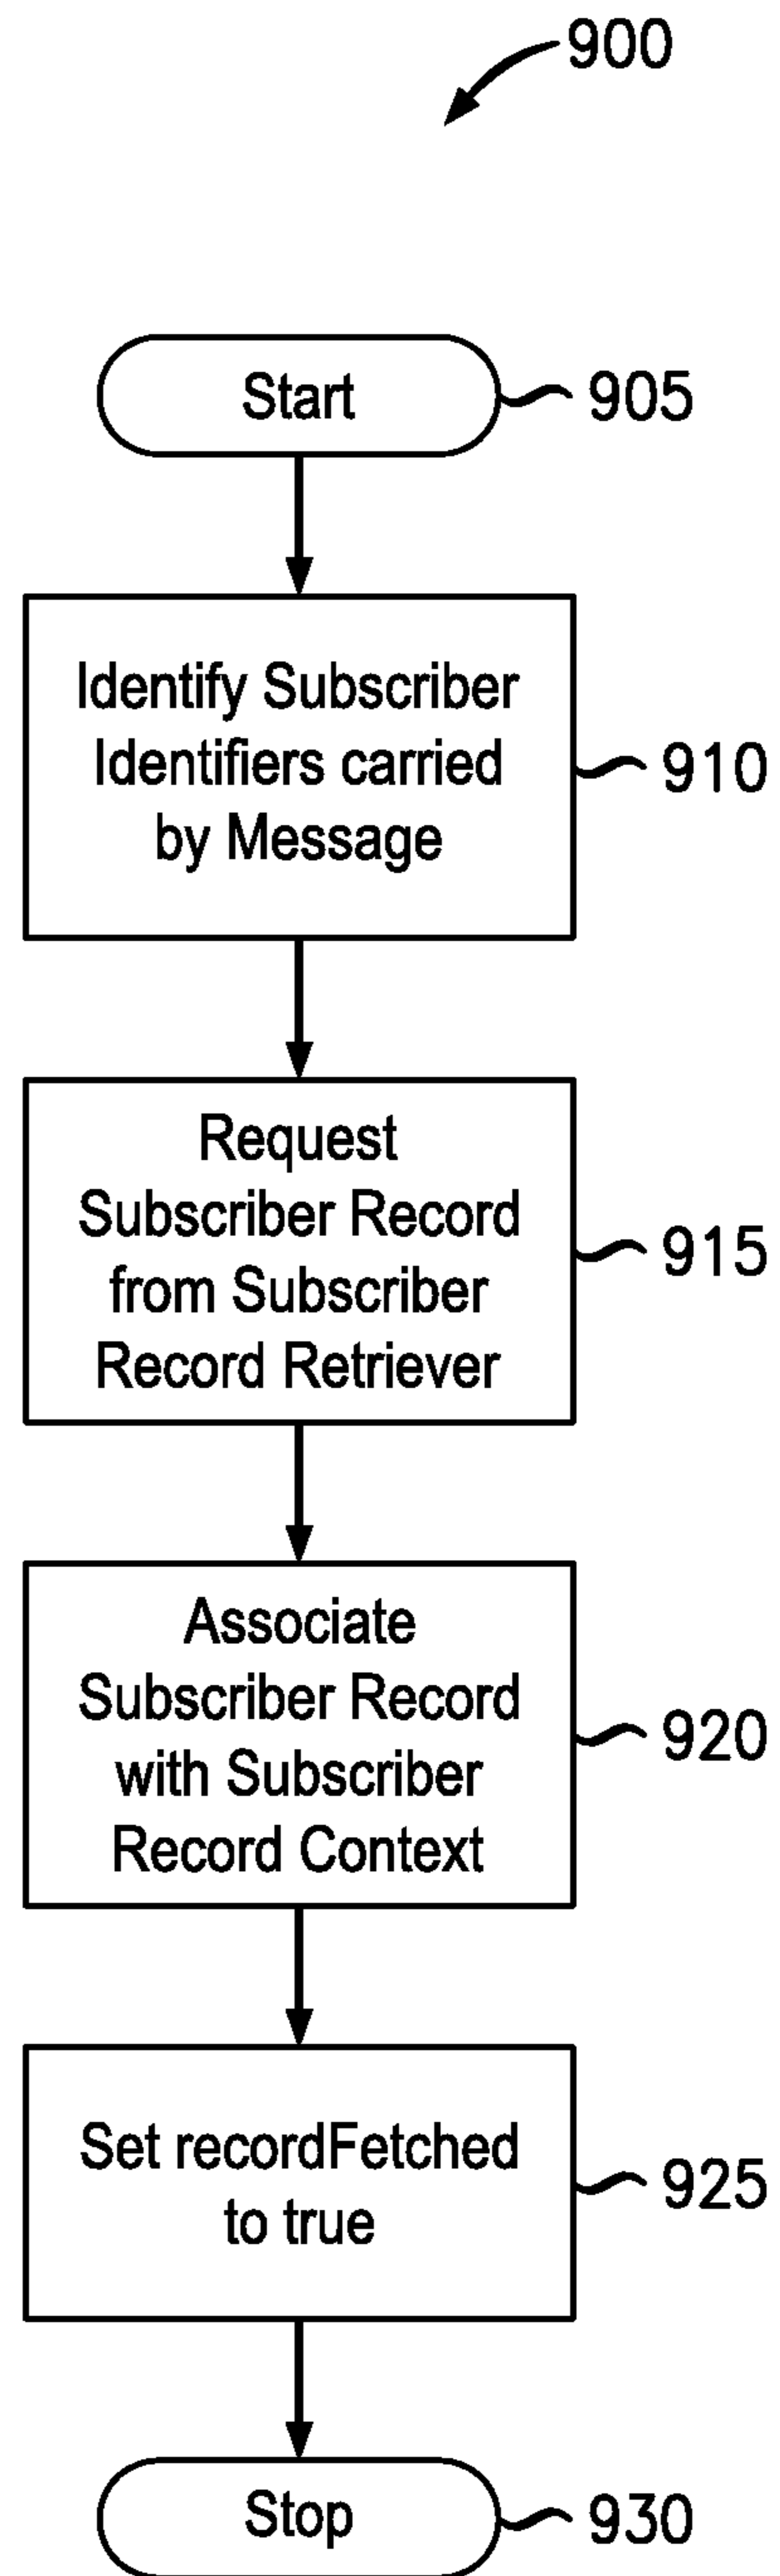 900
Start
905
Identify Subscriber
Identifiers carried
by Message
910
Request
Subscriber Record
from Subscriber
Record Retriever
915
Associate
Subscriber Record
with Subscriber
Record Context
920
Set recordFetched
to true
925
Stop
930